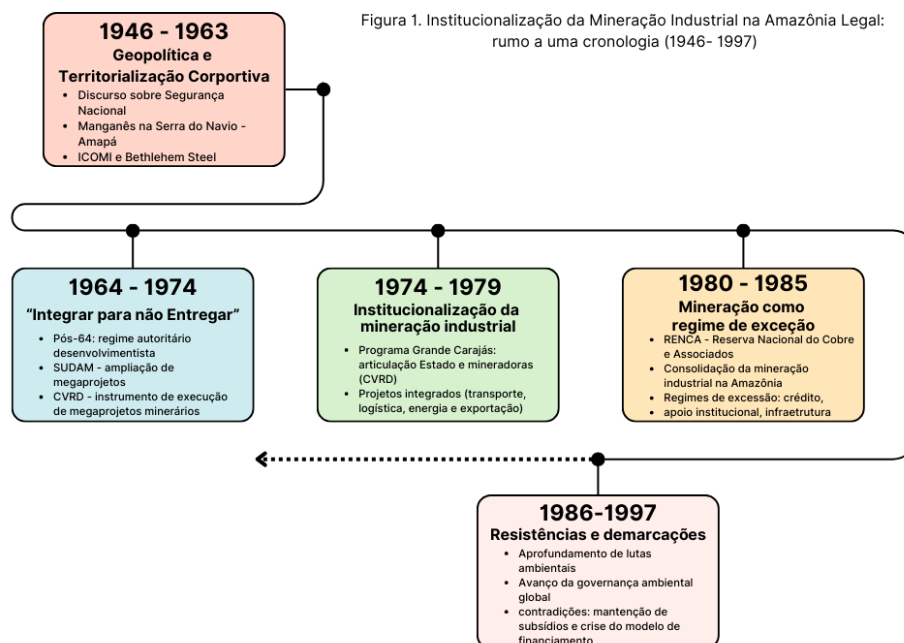 Figura 1. Institucionalização da Mineração Industrial na Amazônia Legal:
rumo a uma cronologia (1946- 1997)
1946 - 1963
Geopolítica e
Territorialização Corportiva
• Discurso sobre Segurança
Nacional
• Manganês na Serra do Navio -
Amapá
• ICOMI e Bethlehem Steel
1964 - 1974
“Integrar para não Entregar”
• Pós-64: regime autoritário
desenvolvimentista
• SUDAM - ampliação de
megaprojetos
• CVRD - instrumento de execução
de megaprojetos minerários
1974 - 1979
Institucionalização da
mineração industrial
• Programa Grande Carajás:
articulação Estado e mineradoras
(CVRD)
• Projetos integrados (transporte,
logística, energia e exportação)
1980 - 1985
Mineração como
regime de exceção
• RENCA - Reserva Nacional do Cobre
e Associados
• Consolidação da mineração
industrial na Amazônia
• Regimes de excessão: crédito,
• apoio institucional, infraetrutura
1986-1997
Resistências e demarcações
• Aprofundamento de lutas
ambientais
• Avanço da governança ambiental
global
• contradições: mantenção de
subsídios e crise do modelo de
financiamento